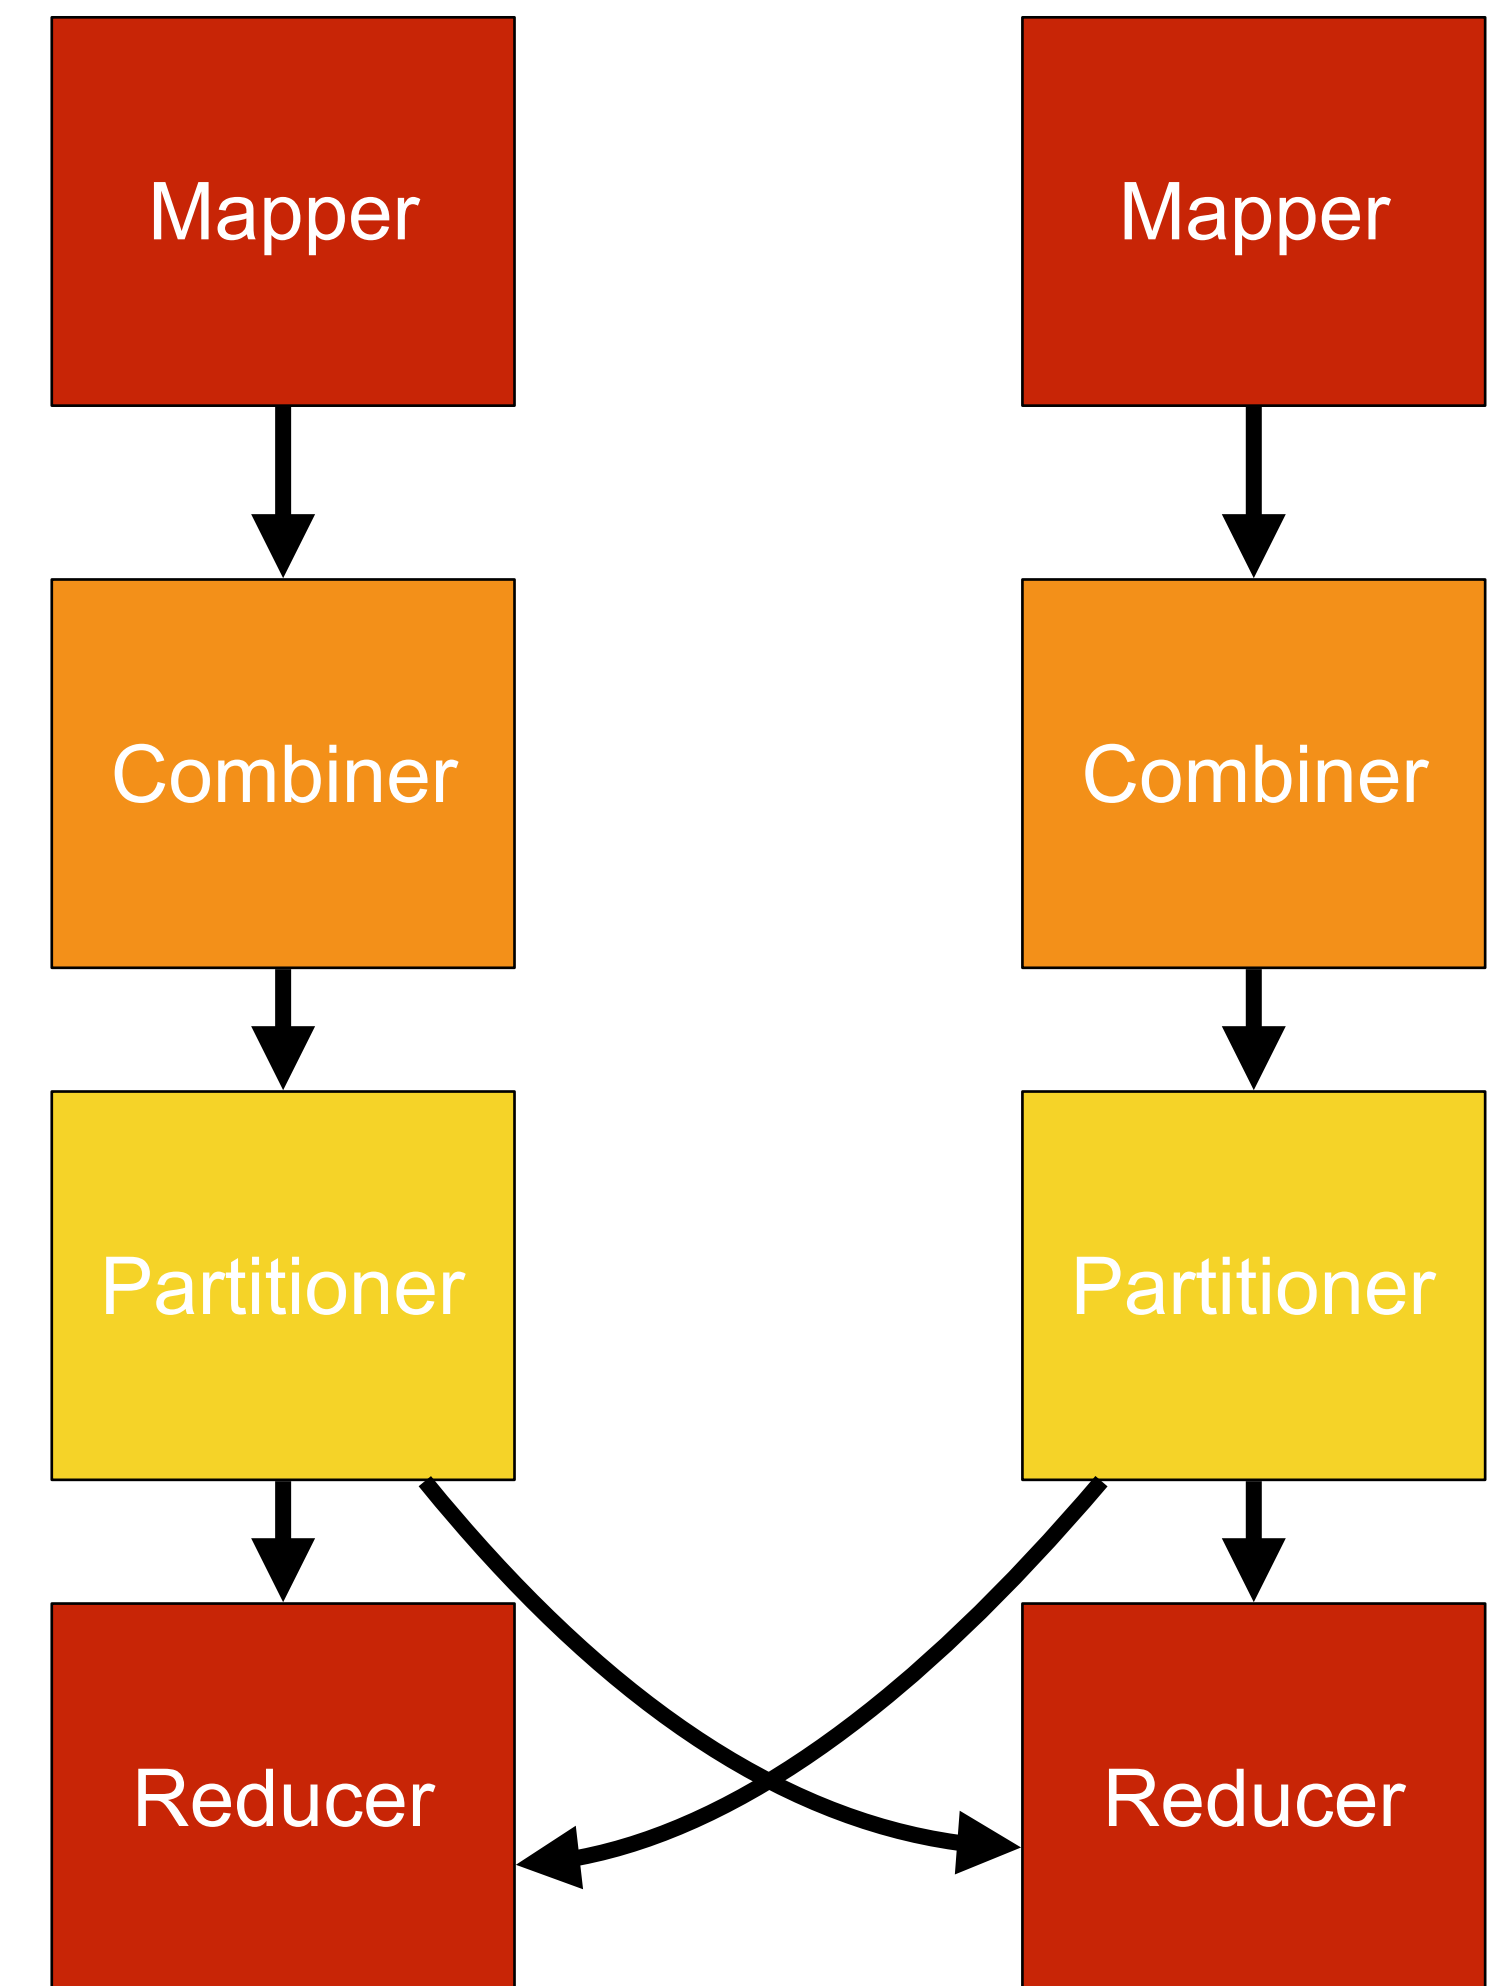 Mapper
Mapper
Combiner
Combiner
Partitioner
Partitioner
Reducer
Reducer